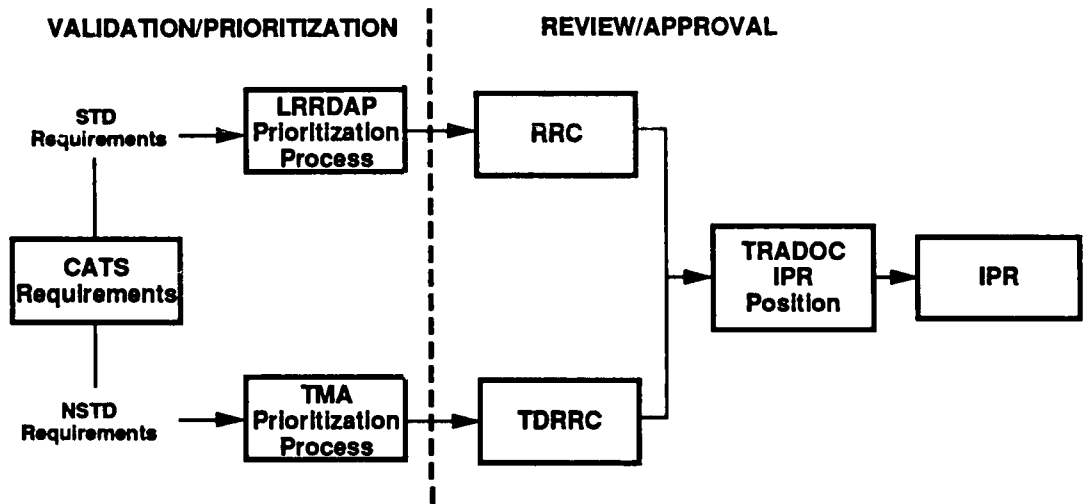 VALIDATION/PRIORITIZATION
REVIEW/APPROVAL
STD
Requirements
LRRDAP
Prioritization
Process
RRC
CATS
Requirements
TRADOC
IPR
Position
IPR
NSTD
Requirements
TMA
Prioritization
Process
TDRRC